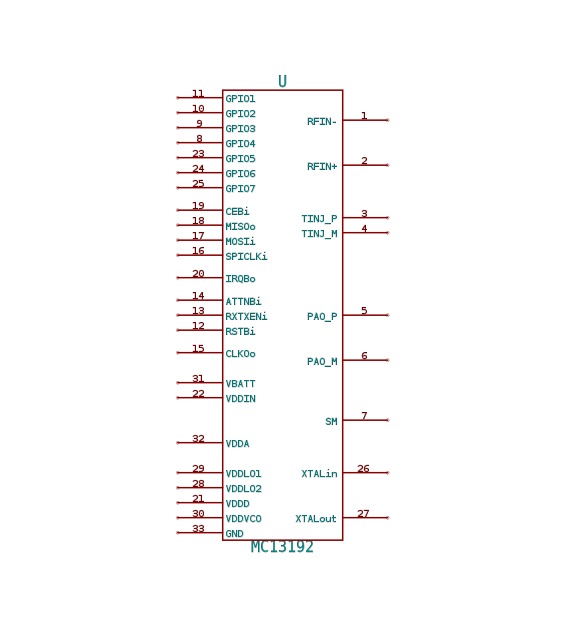 U
11 GPIO1
10 GPIO2
RFIN- 1
9 GPIO3
8 GPIO4
23 GPIO5
RFIN+ 2
24 GPIO6
25 GPIO7
19 CEBi
TINJ_P 3
18 MISOo
17 MOSIi
TINJ_M 4
16 SPICLKi
20 IRQBo
14 ATTNBi
13 RXTXENi
PAO_P 5
12 RSTBi
15 CLKOo
PAO_M 6
31 VBATT
22 VDDIN
SM 7
32 VDDA
29 VDDLO1
XTALin 26
28 VDDLO2
21 VDDD
30 VDDVCO
XTALout 27
33 GND
MC13192